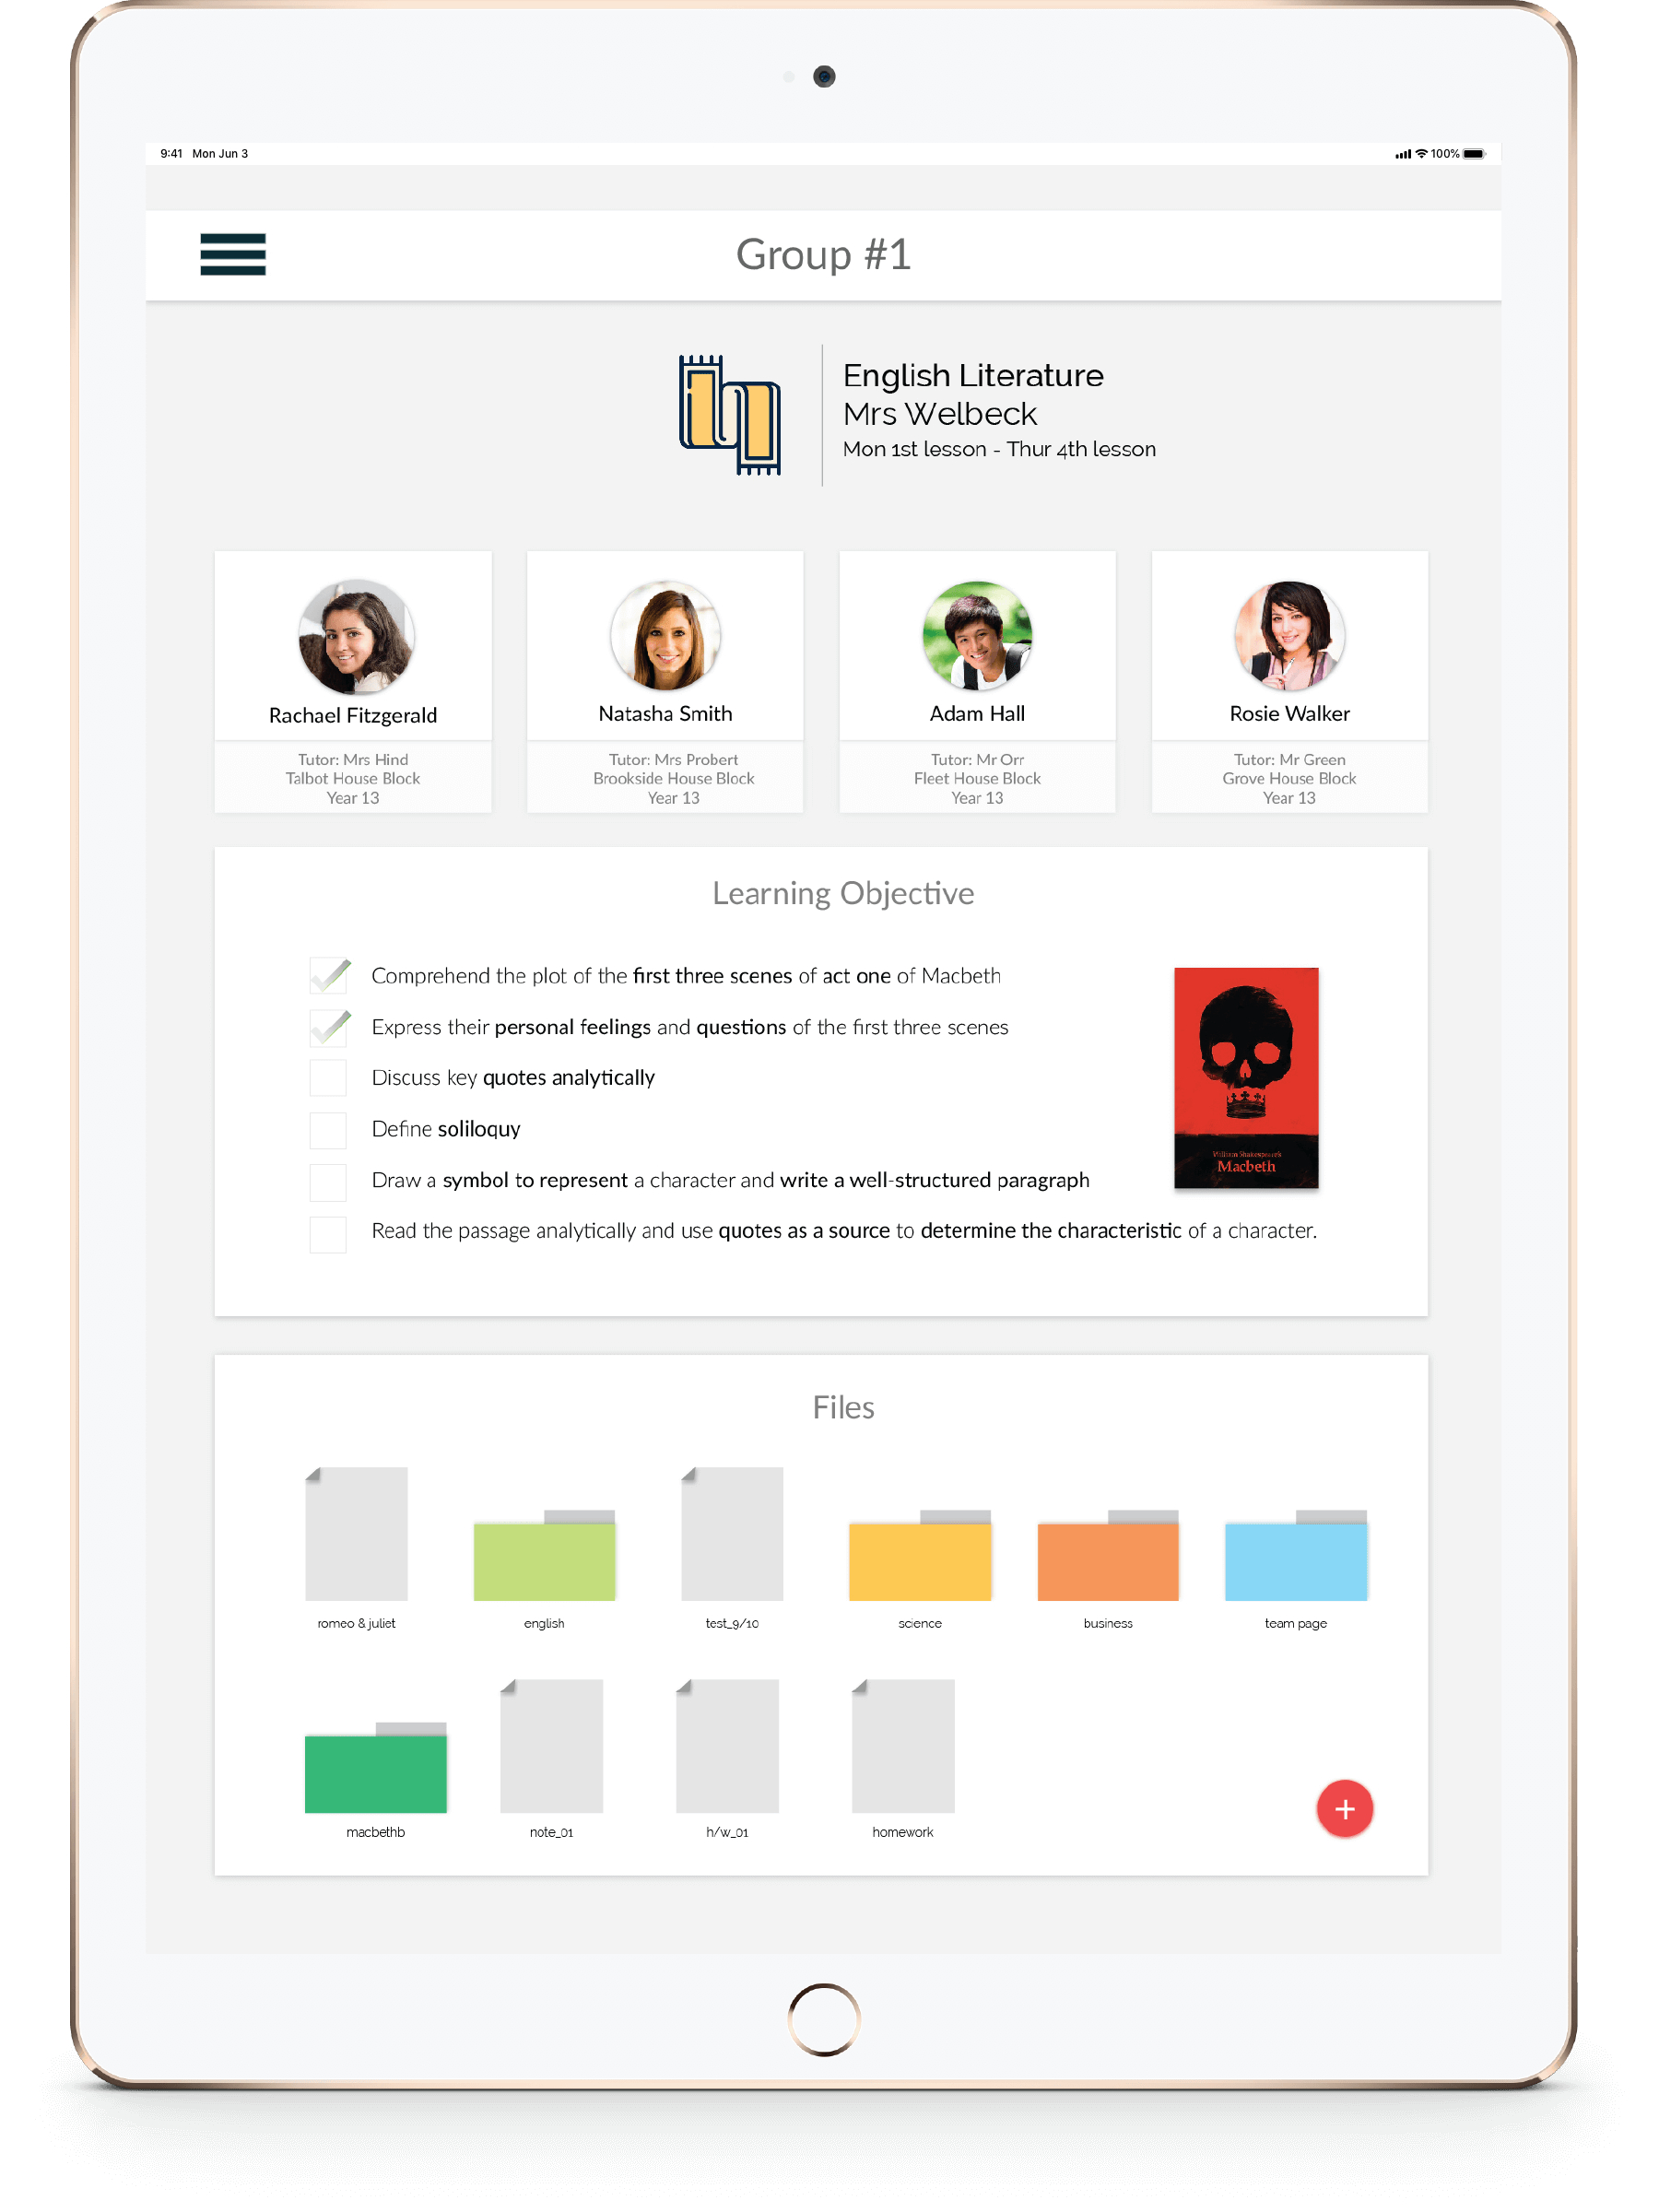 9:41 Mon Jun 3
100%
Group #1
English Literature
Mrs Welbeck
Mon 1st lesson - Thur 4th lesson
Rachael Fitzgerald
Tutor: Mrs Hind
Talbot House Block
Year 13
Natasha Smith
Tutor: Mrs Probert
Brookside House Block
Year 13
Adam Hall
Tutor: Mr Orr
Fleet House Block
Year 13
Rosie Walker
Tutor: Mr Green
Grove House Block
Year 13
Learning Objective
Comprehend the plot of the first three scenes of act one of Macbeth
Express their personal feelings and questions of the first three scenes
Discuss key quotes analytically
Define soliloquy
Draw a symbol to represent a character and write a well-structured paragraph
Read the passage analytically and use quotes as a source to determine the characteristic of a character.
William Shakespeare's
Macbeth
Files
romeo & juliet
english
test_9/10
science
business
team page
macbethb
note_01
h/w_01
homework